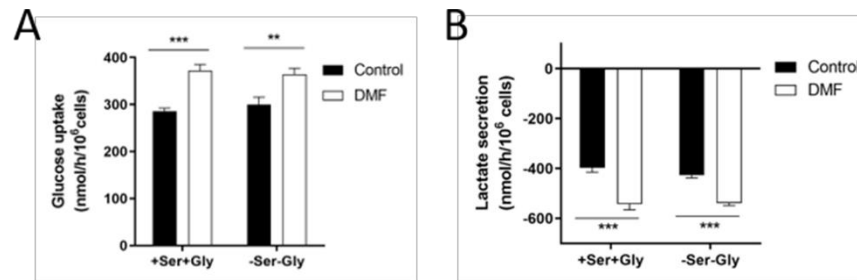 A
***
**
400
300
200
100
0
Glucose uptake
(nmol/h/10⁶cells)
+Ser+Gly
-Ser-Gly
Control
DMF
B
0
-200
-400
-600
Lactate secretion
(nmol/h/10⁶ cells)
***
***
+Ser+Gly
-Ser-Gly
Control
DMF